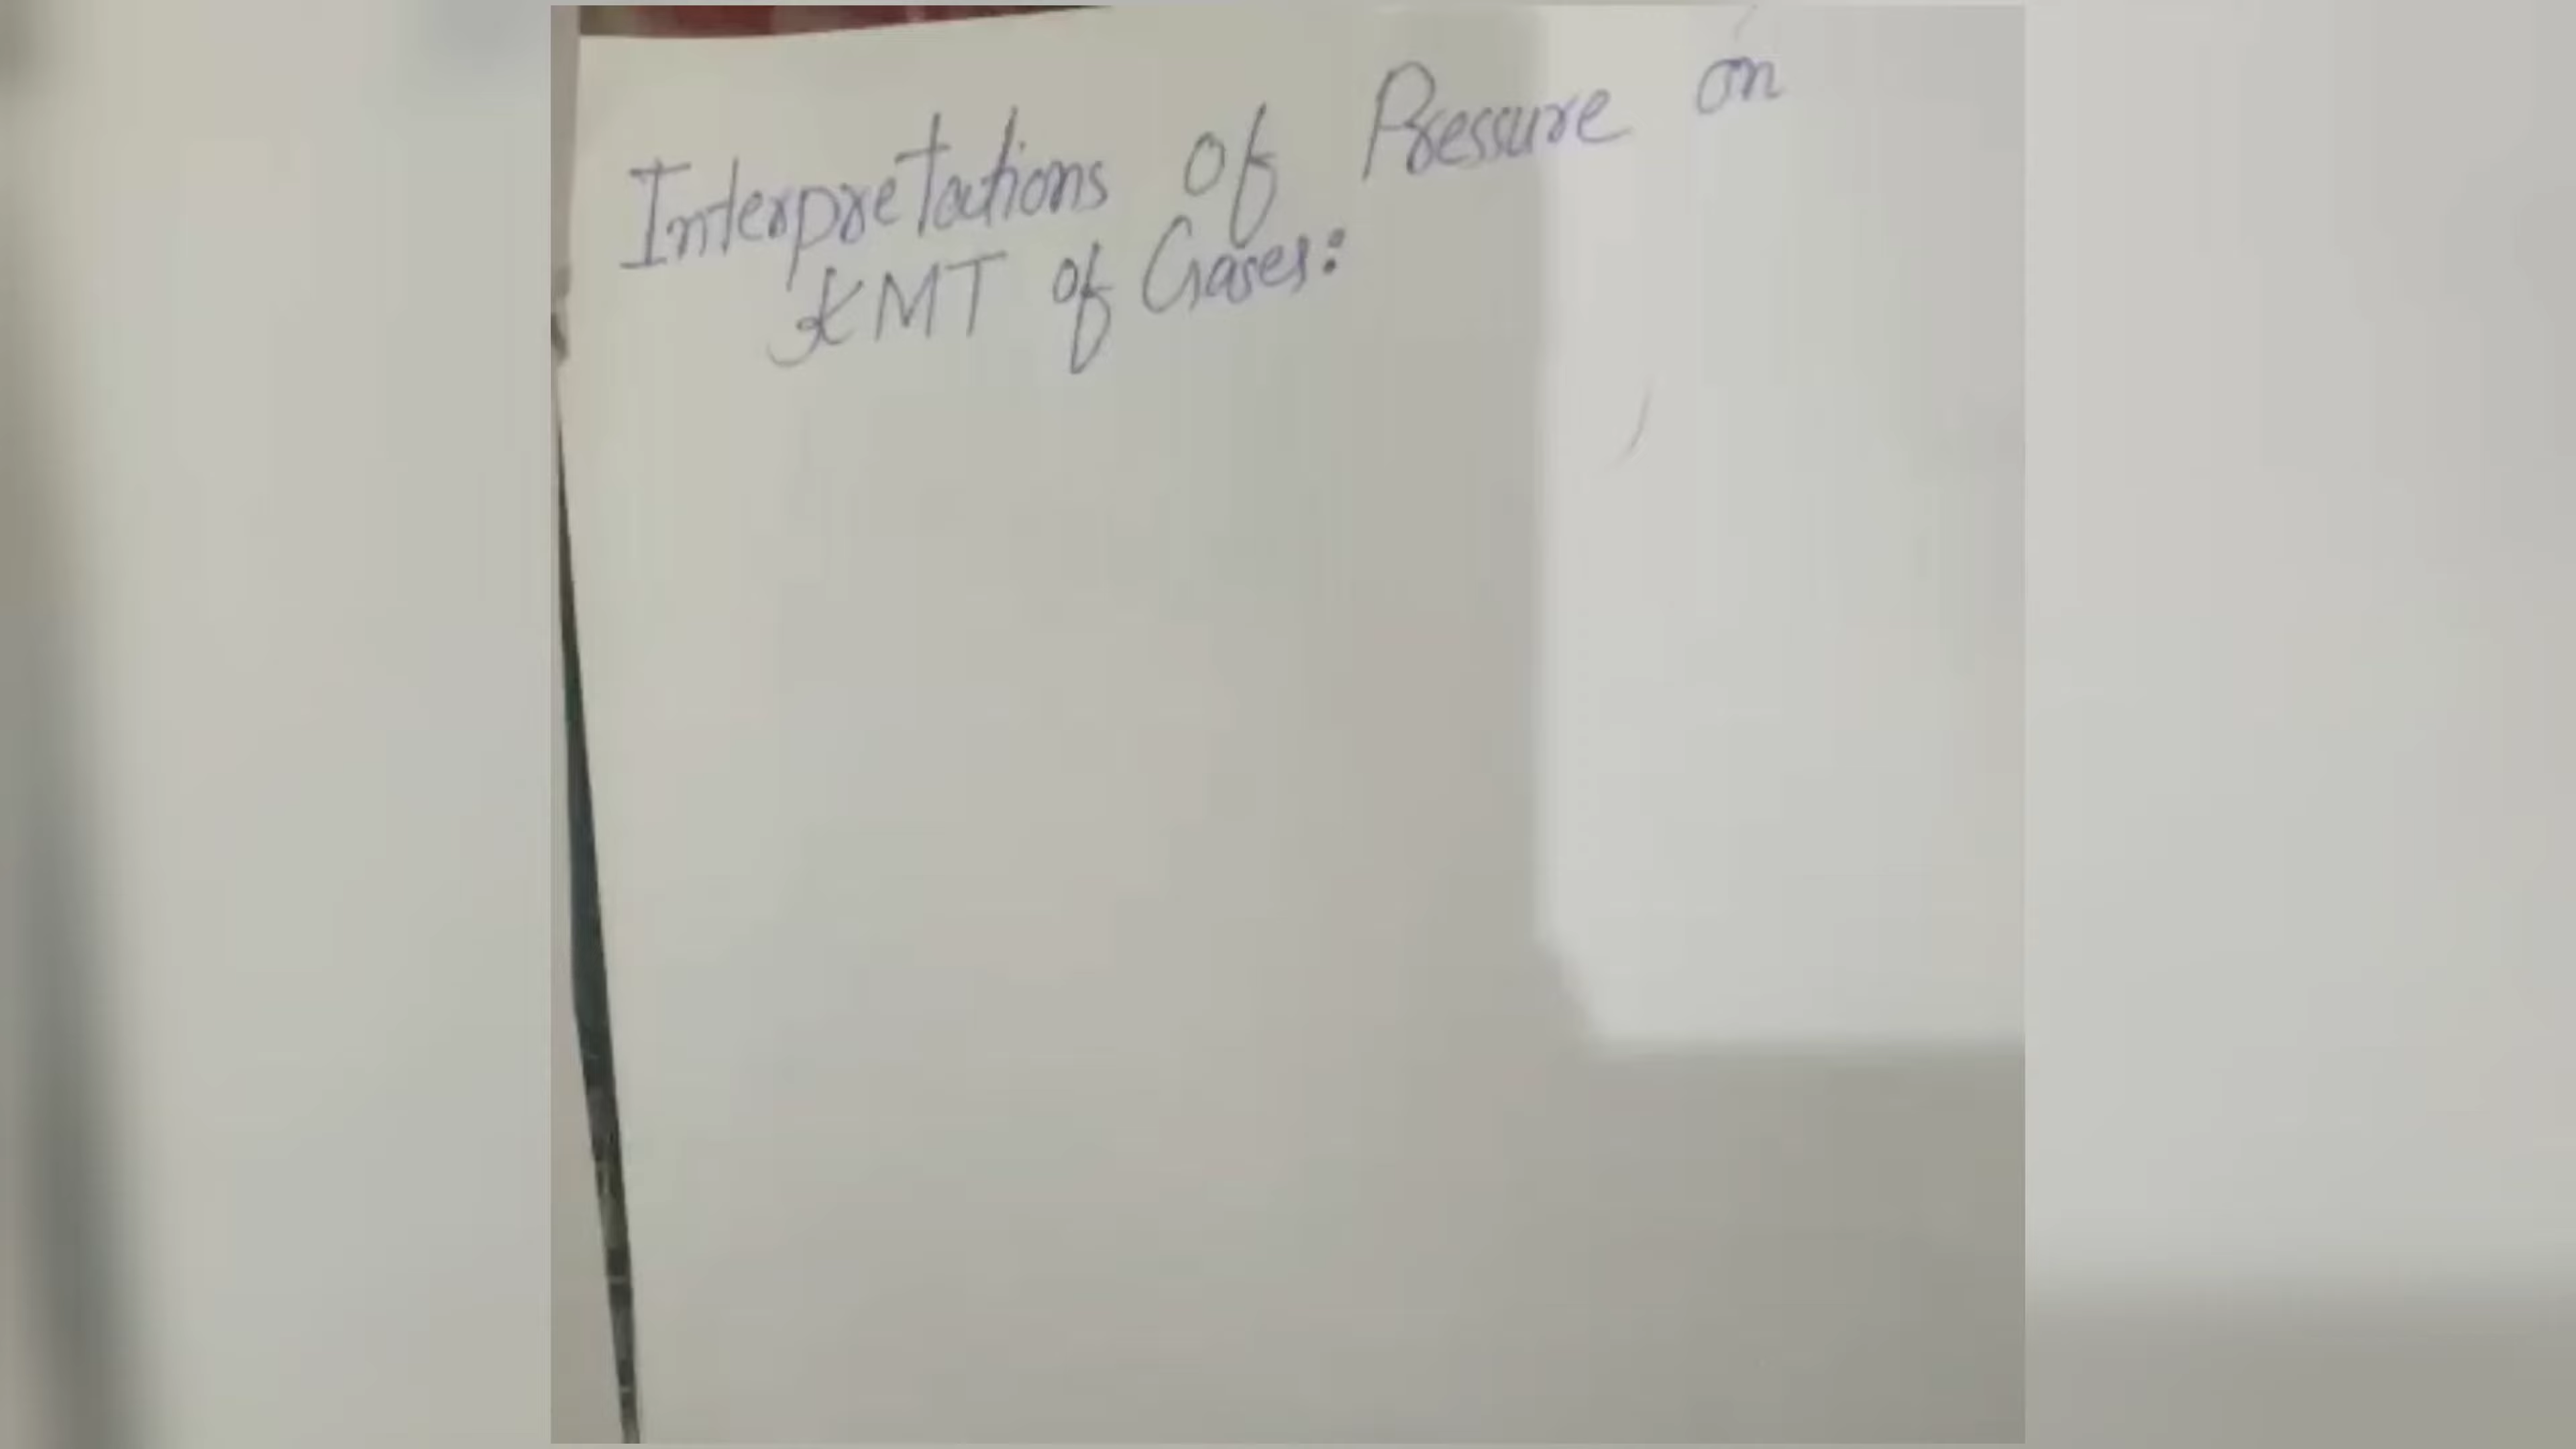 Interpretations of Pressure on
KMT of Gases: